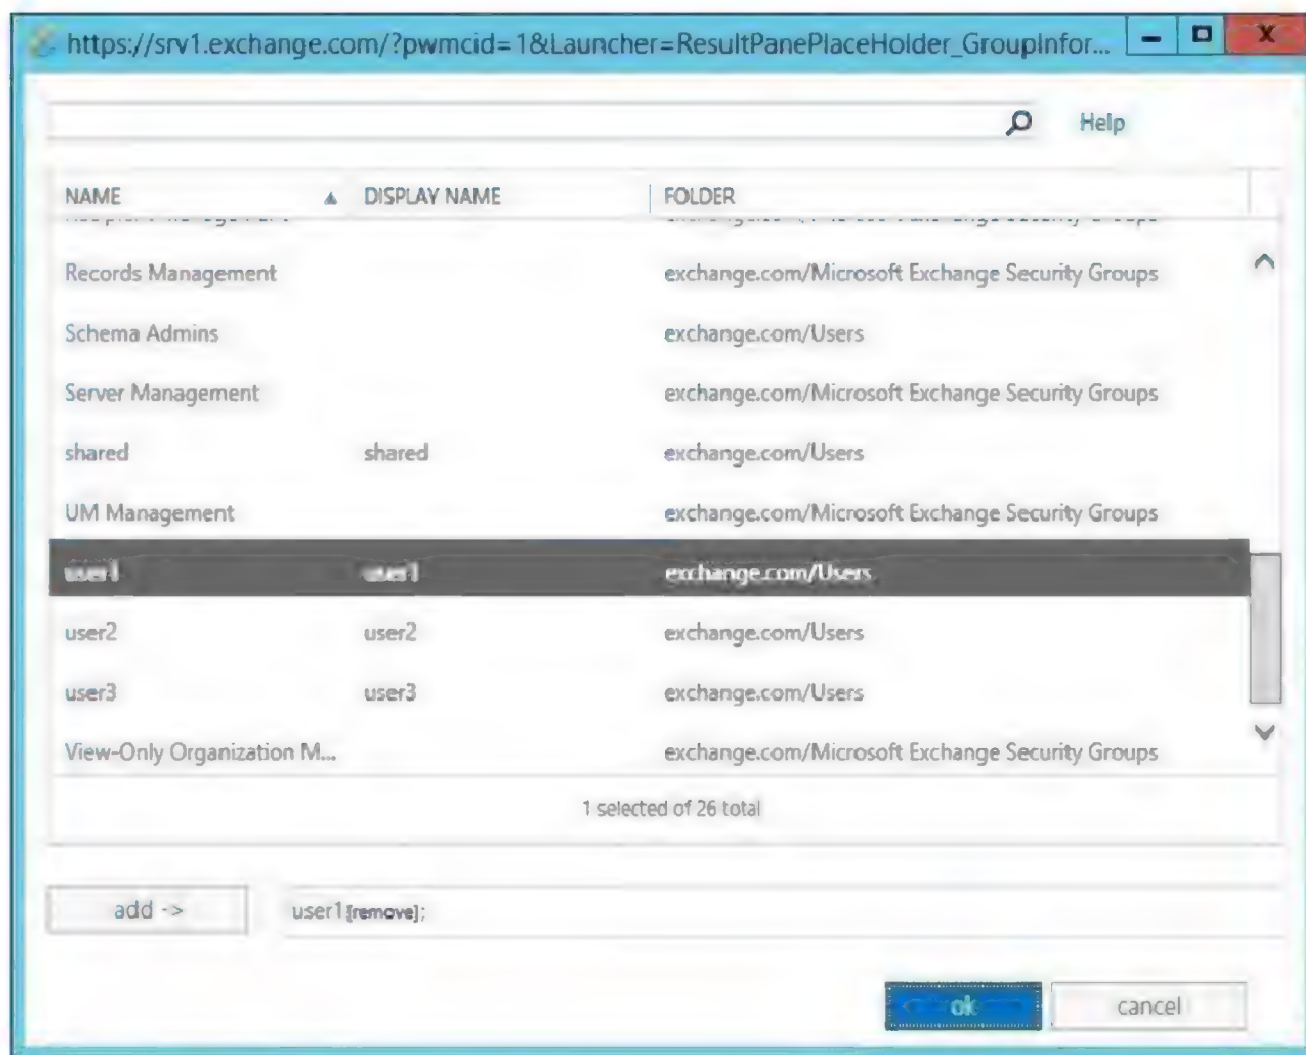 https://srv1.exchange.com/?pwmcid=1&Launcher=ResultPanePlaceHolder_GroupInfor...
Help
NAME DISPLAY NAME FOLDER
Records Management exchange.com/Microsoft Exchange Security Groups
Schema Admins exchange.com/Users
Server Management exchange.com/Microsoft Exchange Security Groups
shared shared exchange.com/Users
UM Management exchange.com/Microsoft Exchange Security Groups
user1 user1 exchange.com/Users
user2 user2 exchange.com/Users
user3 user3 exchange.com/Users
View-Only Organization M... exchange.com/Microsoft Exchange Security Groups
1 selected of 26 total
add -> user1[remove];
ok cancel